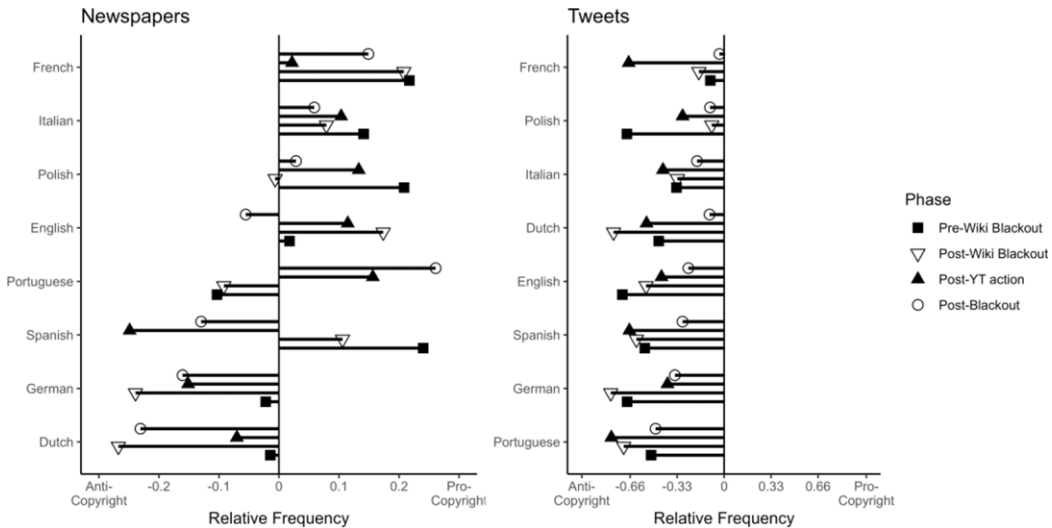 Newspapers
French
Italian
Polish
English
Portuguese
Spanish
German
Dutch
Anti-
Copyright
-0.2
-0.1
0
0.1
0.2
Pro-
Copyright
Relative Frequency
Tweets
French
Polish
Italian
Dutch
English
Spanish
German
Portuguese
Anti-
Copyright
-0.66
-0.33
0
0.33
0.66
Pro-
Copyright
Relative Frequency
Phase
Pre-Wiki Blackout
Post-Wiki Blackout
Post-YT action
Post-Blackout